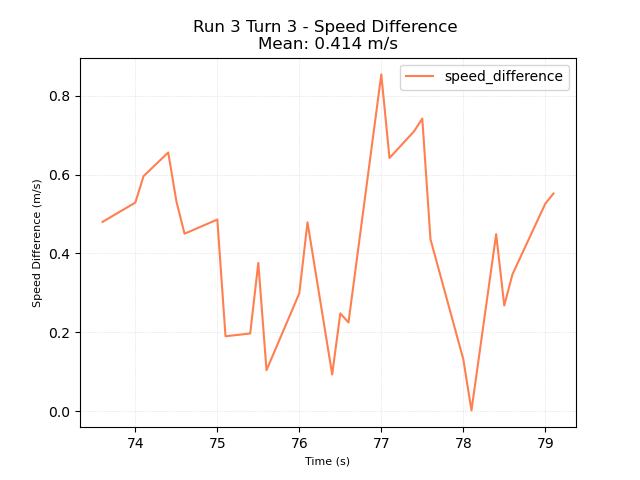 Run 3 Turn 3 - Speed Difference
Mean: 0.414 m/s
speed_difference
Speed Difference (m/s)
0.8
0.6
0.4
0.2
0.0
74 75 76 77 78 79
Time (s)